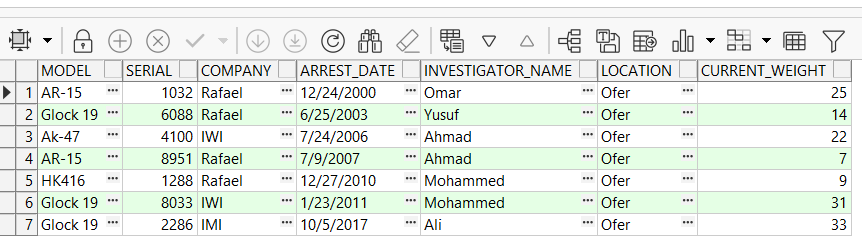 MODEL SERIAL COMPANY ARREST_DATE INVESTIGATOR_NAME LOCATION CURRENT_WEIGHT
1 AR-15 ... 1032 Rafael ... 12/24/2000 ... Omar ... Ofer ... 25
2 Glock 19 ... 6088 Rafael ... 6/25/2003 ... Yusuf ... Ofer ... 14
3 Ak-47 ... 4100 IWI ... 7/24/2006 ... Ahmad ... Ofer ... 22
4 AR-15 ... 8951 Rafael ... 7/9/2007 ... Ahmad ... Ofer ... 7
5 HK416 ... 1288 Rafael ... 12/27/2010 ... Mohammed ... Ofer ... 9
6 Glock 19 ... 8033 IWI ... 1/23/2011 ... Mohammed ... Ofer ... 31
7 Glock 19 ... 2286 IMI ... 10/5/2017 ... Ali ... Ofer ... 33